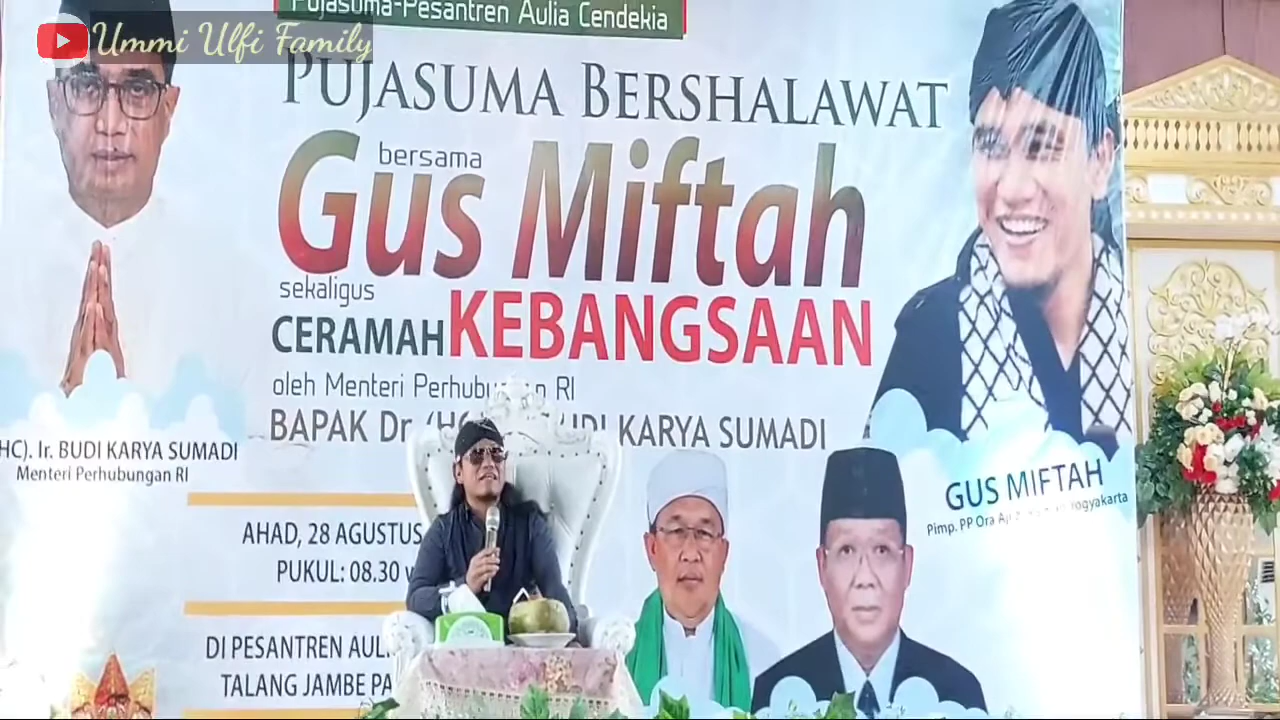 Ummi Ulfi Family
Pujasuma-Pesantren Aulia Cendekia
PUJASUMA BERSHALAWAT
bersama
Gus Miftah
sekaligus
CERAMAH KEBANGSAAN
oleh Menteri RI
BAPAK KARYA SUMADI
HC). Ir. BUDI KARYA SUMADI
Menteri Perhubungan RI
AHAD, 28 AGUSTUS
PUKUL: 08.30
DI PESANTREN
TALANG JAMBE
GUS MIFTAH
Pimp. PP Ora